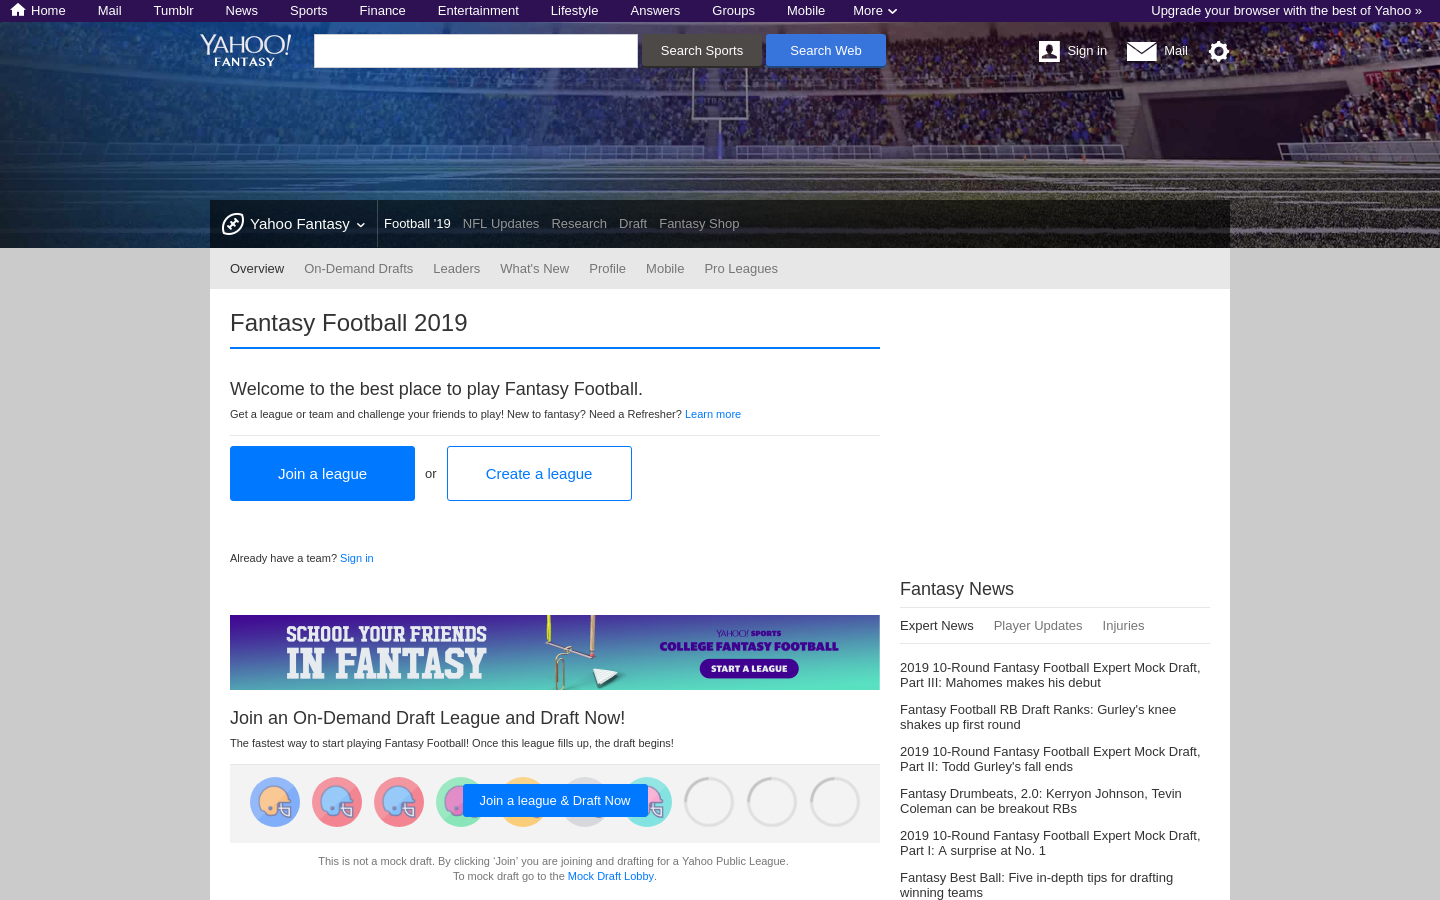 Home Mail Tumblr News Sports Finance Entertainment Lifestyle Answers Groups Mobile More Upgrade your browser with the best of Yahoo »
YAHOO!
FANTASY
Search Sports Search Web Sign in Mail
Yahoo Fantasy Football '19 NFL Updates Research Draft Fantasy Shop
Overview On-Demand Drafts Leaders What's New Profile Mobile Pro Leagues
Fantasy Football 2019
Welcome to the best place to play Fantasy Football.
Get a league or team and challenge your friends to play! New to fantasy? Need a Refresher? Learn more
Join a league or Create a league
Already have a team? Sign in
SCHOOL YOUR FRIENDS
IN FANTASY
YAHOO! SPORTS
COLLEGE FANTASY FOOTBALL
START A LEAGUE
Join an On-Demand Draft League and Draft Now!
The fastest way to start playing Fantasy Football! Once this league fills up, the draft begins!
Join a league & Draft Now
This is not a mock draft. By clicking 'Join' you are joining and drafting for a Yahoo Public League.
To mock draft go to the Mock Draft Lobby.
Fantasy News
Expert News Player Updates Injuries
2019 10-Round Fantasy Football Expert Mock Draft,
Part III: Mahomes makes his debut
Fantasy Football RB Draft Ranks: Gurley's knee
shakes up first round
2019 10-Round Fantasy Football Expert Mock Draft,
Part II: Todd Gurley's fall ends
Fantasy Drumbeats, 2.0: Kerryon Johnson, Tevin
Coleman can be breakout RBs
2019 10-Round Fantasy Football Expert Mock Draft,
Part I: A surprise at No. 1
Fantasy Best Ball: Five in-depth tips for drafting
winning teams